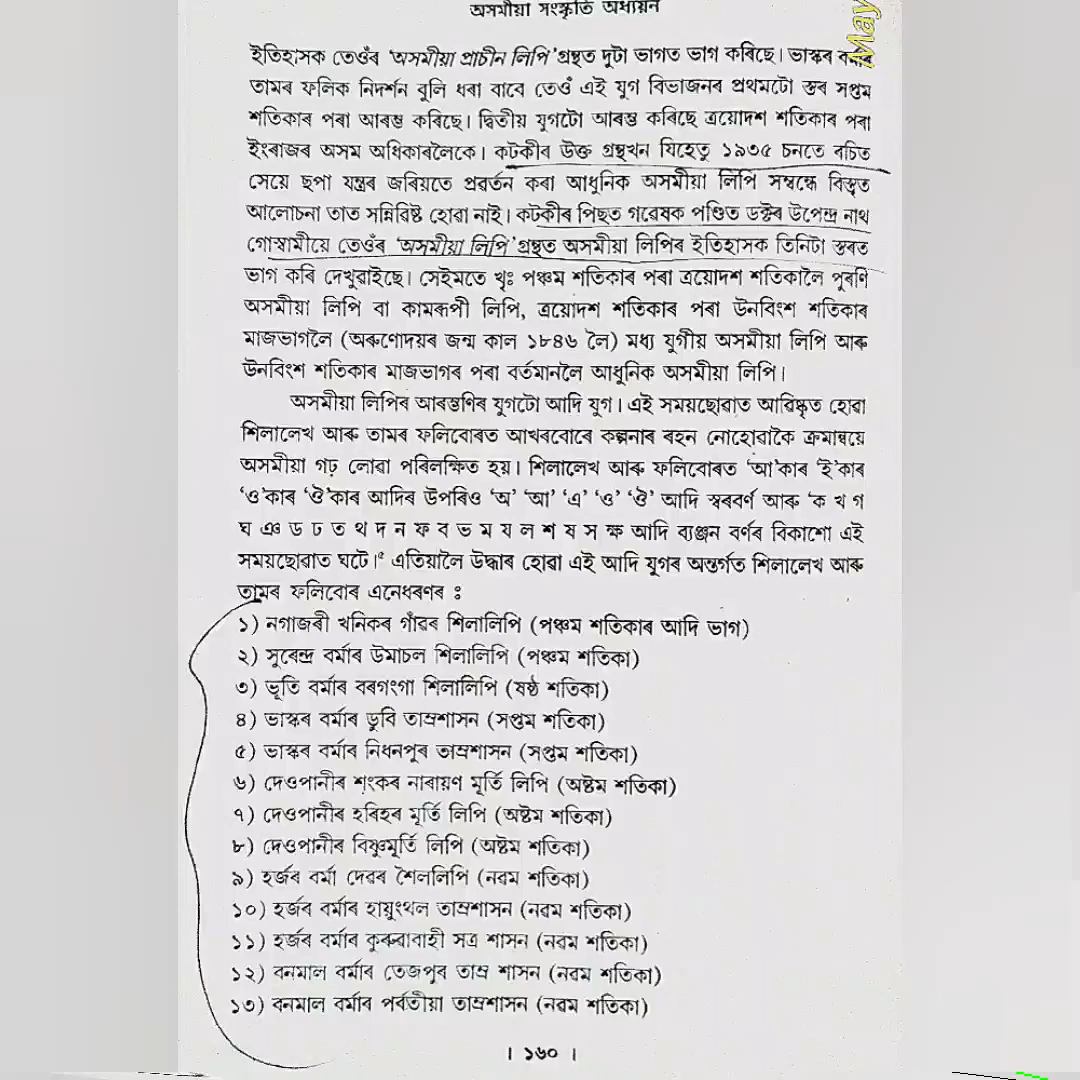 অসমীয়া সংস্কৃতি অধ্যয়ন
May
ইতিহাসক তেওঁৰ ‘অসমীয়া প্ৰাচীন লিপি’ গ্ৰন্থত দুটা ভাগত ভাগ কৰিছে। ভাস্কৰ বৰ্মাৰ
তামৰ ফলিক নিদৰ্শন বুলি ধৰা বাবে তেওঁ এই যুগ বিভাজনৰ প্ৰথমটো স্তৰ সপ্তম
শতিকাৰ পৰা আৰম্ভ কৰিছে। দ্বিতীয় যুগটো আৰম্ভ কৰিছে ত্ৰয়োদশ শতিকাৰ পৰা
ইংৰাজৰ অসম অধিকাৰলৈকে। কটকীৰ উক্ত গ্ৰন্থখন যিহেতু ১৯৩৫ চনতে ৰচিত
সেয়ে ছপা যন্ত্ৰৰ জৰিয়তে প্ৰৱৰ্তন কৰা আধুনিক অসমীয়া লিপি সম্বন্ধে বিস্তৃত
আলোচনা তাত সন্নিৱিষ্ট হোৱা নাই। কটকীৰ পিছত গৱেষক পণ্ডিত ডক্টৰ উপেন্দ্ৰ নাথ
গোস্বামীয়ে তেওঁৰ ‘অসমীয়া লিপি’ গ্ৰন্থত অসমীয়া লিপিৰ ইতিহাসক তিনিটা স্তৰত
ভাগ কৰি দেখুৱাইছে। সেইমতে খৃঃ পঞ্চম শতিকাৰ পৰা ত্ৰয়োদশ শতিকালৈ পুৰণি
অসমীয়া লিপি বা কামৰূপী লিপি, ত্ৰয়োদশ শতিকাৰ পৰা ঊনবিংশ শতিকাৰ
মাজভাগলৈ (অৰুণোদয়ৰ জন্ম কাল ১৮৪৬ লৈ) মধ্য যুগীয় অসমীয়া লিপি আৰু
ঊনবিংশ শতিকাৰ মাজভাগৰ পৰা বৰ্তমানলৈ আধুনিক অসমীয়া লিপি।
অসমীয়া লিপিৰ আৰম্ভণিৰ যুগটো আদি যুগ। এই সময়ছোৱাত আৱিষ্কৃত হোৱা
শিলালেখ আৰু তামৰ ফলিবোৰত আখৰবোৰে কল্পনাৰ ৰহন নোহোৱাকৈ ক্ৰমান্বয়ে
অসমীয়া গঢ় লোৱা পৰিলক্ষিত হয়। শিলালেখ আৰু ফলিবোৰত ‘আ’কাৰ ‘ই’কাৰ
‘ও’কাৰ ‘ঔ’কাৰ আদিৰ উপৰিও ‘অ’ ‘আ’ ‘এ’ ‘ও’ ‘ঔ’ আদি স্বৰবৰ্ণ আৰু ‘ক খ গ
ঘ ঞ ড ঢ ত থ দ ন ফ ব ভ ম য ল শ ষ স ক্ষ আদি ব্যঞ্জন বৰ্ণৰ বিকাশো এই
সময়ছোৱাত ঘটে।৫ এতিয়ালৈ উদ্ধাৰ হোৱা এই আদি যুগৰ অন্তৰ্গত শিলালেখ আৰু
তামৰ ফলিবোৰ এনেধৰণৰ ঃ
১) নগাজৰী খনিকৰ গাঁৱৰ শিলালিপি (পঞ্চম শতিকাৰ আদি ভাগ)
২) সুৰেন্দ্ৰ বৰ্মাৰ উমাচল শিলালিপি (পঞ্চম শতিকা)
৩) ভূতি বৰ্মাৰ বৰগংগা শিলালিপি (ষষ্ঠ শতিকা)
৪) ভাস্কৰ বৰ্মাৰ ডুবি তাম্ৰশাসন (সপ্তম শতিকা)
৫) ভাস্কৰ বৰ্মাৰ নিধনপুৰ তাম্ৰশাসন (সপ্তম শতিকা)
৬) দেওপানীৰ শংকৰ নাৰায়ণ মূৰ্তি লিপি (অষ্টম শতিকা)
৭) দেওপানীৰ হৰিহৰ মূৰ্তি লিপি (অষ্টম শতিকা)
৮) দেওপানীৰ বিষ্ণুমূৰ্তি লিপি (অষ্টম শতিকা)
৯) হৰ্জৰ বৰ্মা দেৱৰ শৈললিপি (নৱম শতিকা)
১০) হৰ্জৰ বৰ্মাৰ হায়ুংথল তাম্ৰশাসন (নৱম শতিকা)
১১) হৰ্জৰ বৰ্মাৰ কুৰুৱাবাহী সত্ৰ শাসন (নৱম শতিকা)
১২) বনমাল বৰ্মাৰ তেজপুৰ তাম্ৰ শাসন (নৱম শতিকা)
১৩) বনমাল বৰ্মাৰ পৰ্বতীয়া তাম্ৰশাসন (নৱম শতিকা)
। ১৬০ ।